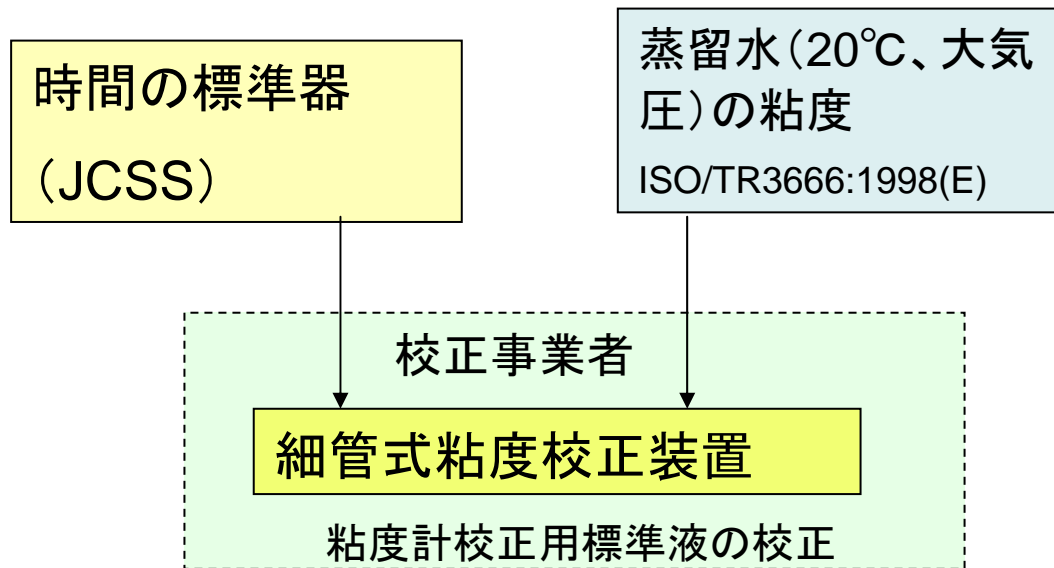 時間の標準器
（JCSS）
蒸留水（20℃、大気
圧）の粘度
ISO/TR3666:1998(E)
校正事業者
細管式粘度校正装置
粘度計校正用標準液の校正